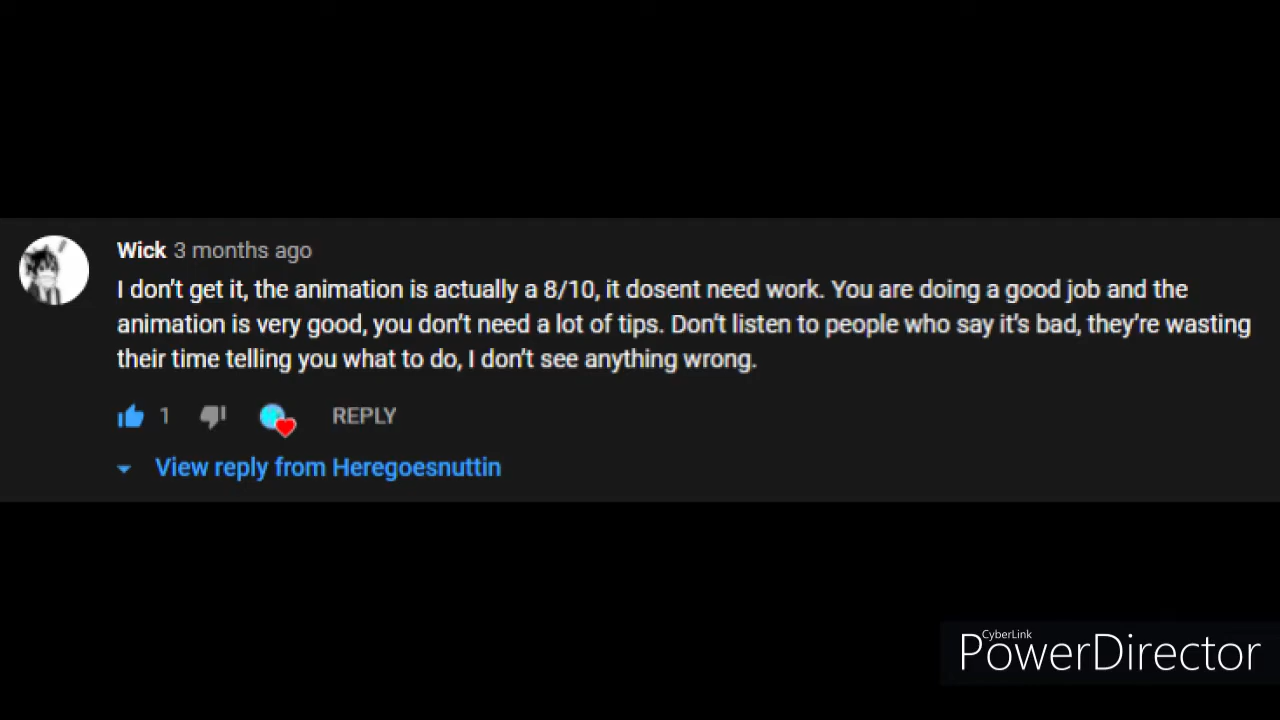 Wick 3 months ago
I don't get it, the animation is actually a 8/10, it dosent need work. You are doing a good job and the
animation is very good, you don't need a lot of tips. Don't listen to people who say it's bad, they're wasting
their time telling you what to do, I don't see anything wrong.
1 REPLY
View reply from Heregoesnuttin
CyberLink
PowerDirector